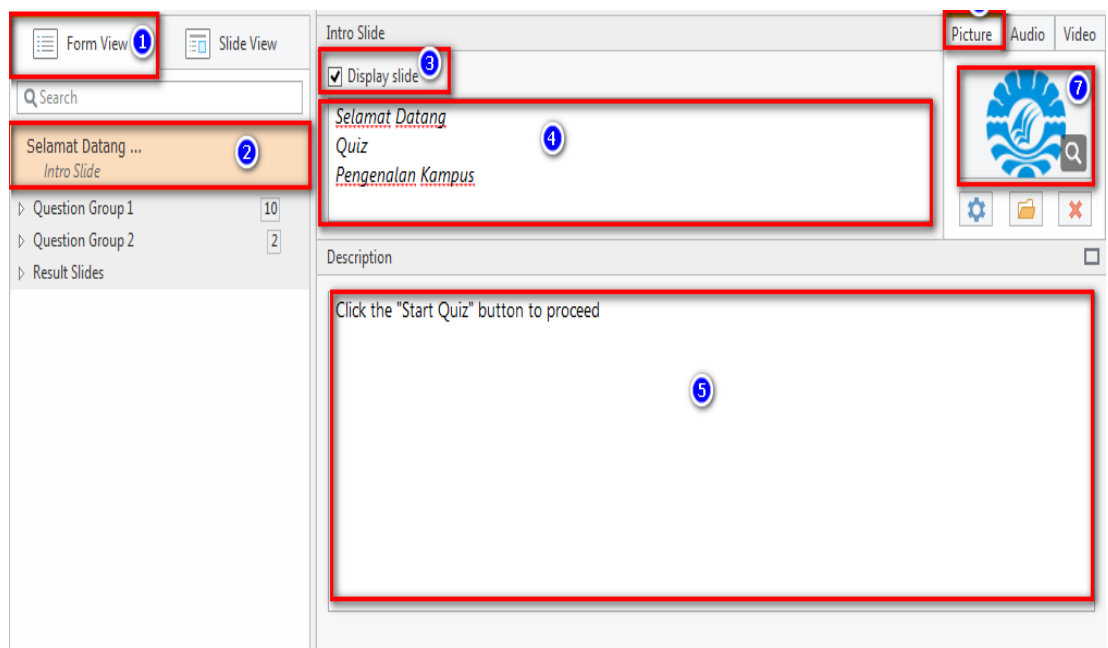 Form View 1
Slide View
Search
Selamat Datang ...
2
Intro Slide
Question Group 1 10
Question Group 2 2
Result Slides
Intro Slide
Display slide 3
Selamat Datang
Quiz
Pengenalan Kampus
4
Picture Audio Video
7
Description
Click the "Start Quiz" button to proceed
5